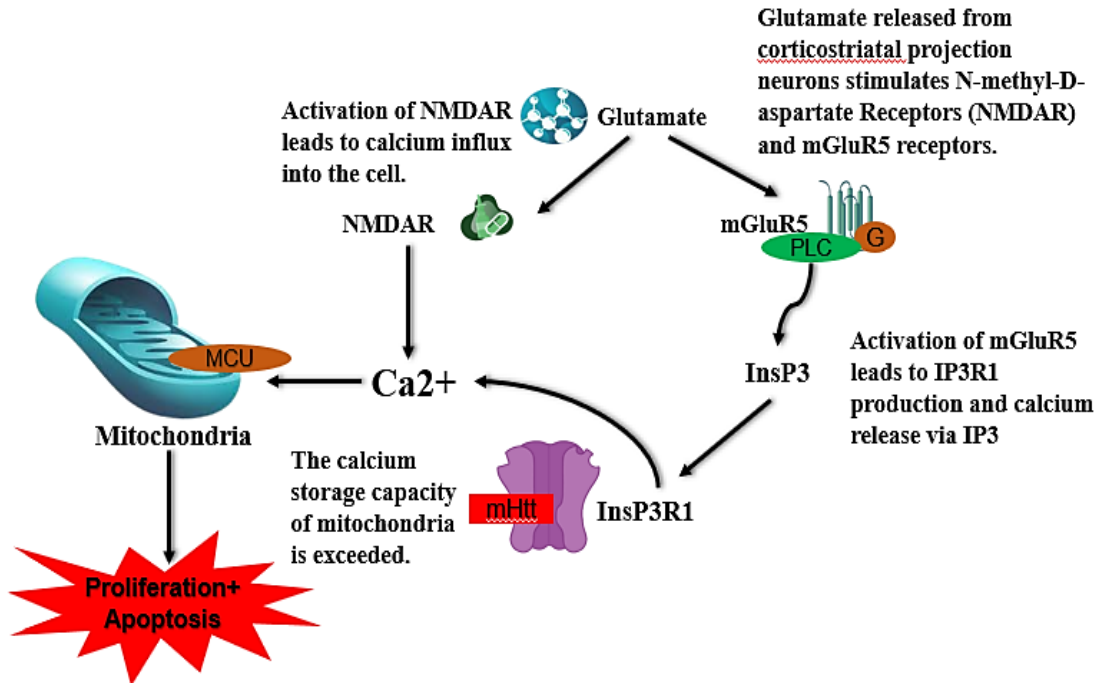 Glutamate released from
corticostriatal projection
neurons stimulates N-methyl-D-
aspartate Receptors (NMDAR)
and mGluR5 receptors.
Activation of NMDAR
leads to calcium influx
into the cell.
Glutamate
NMDAR
mGluR5
PLC
G
MCU
Ca2+
InsP3
Activation of mGluR5
leads to IP3R1
production and calcium
release via IP3
Mitochondria
The calcium
storage capacity
of mitochondria
is exceeded.
mHtt
InsP3R1
Proliferation+
Apoptosis